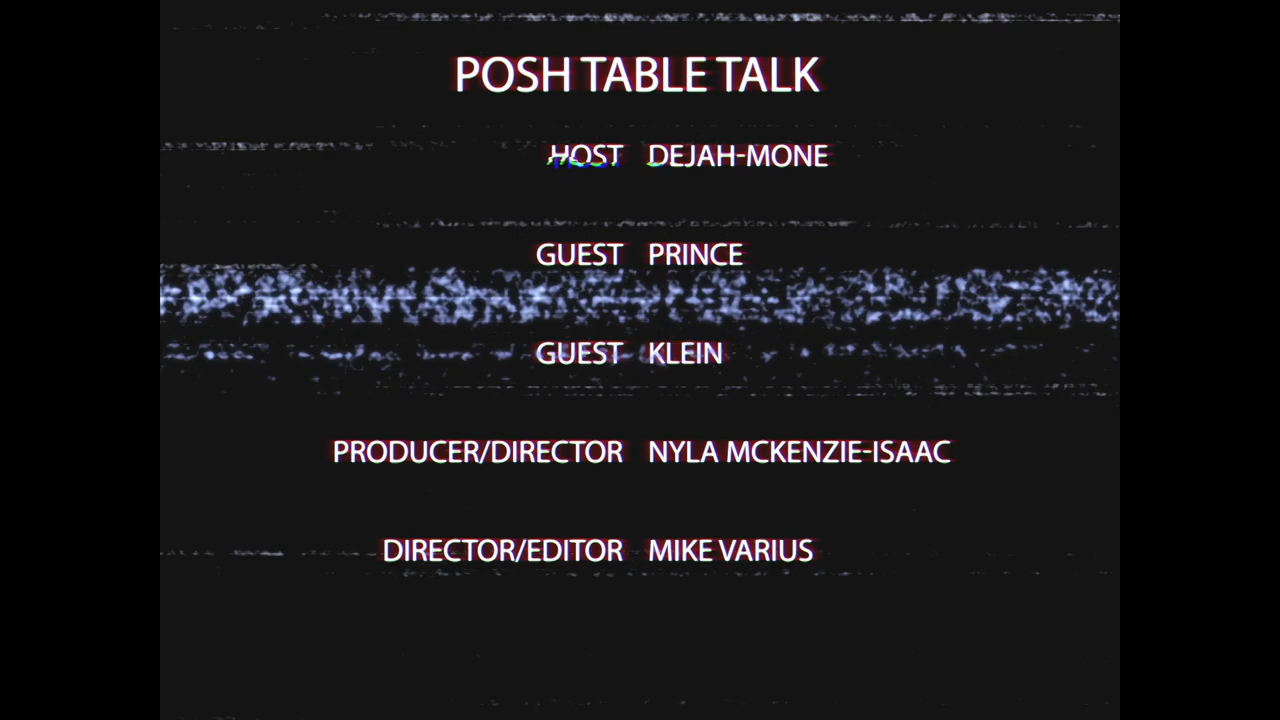 POSH TABLE TALK
HOST DEJAH-MONE
GUEST PRINCE
GUEST KLEIN
PRODUCER/DIRECTOR NYLA MCKENZIE-ISAAC
DIRECTOR/EDITOR MIKE VARIUS